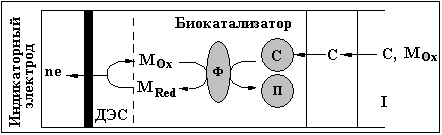 Индикаторный
электрод
Биокатализатор
ne
ДЭС
MOx
MRed
Ф
С
П
С
С, MOx
I